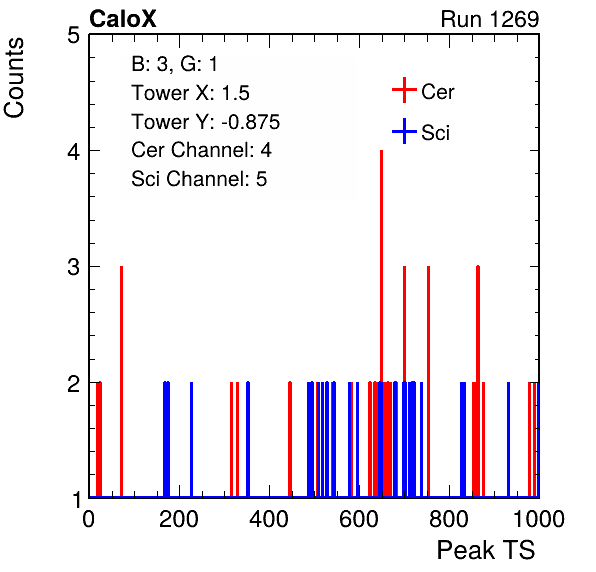 CaloX Run 1269
Counts
5
B: 3, G: 1
Tower X: 1.5
Tower Y: -0.875
Cer Channel: 4
Sci Channel: 5
Cer
Sci
4
3
2
1
0 200 400 600 800 1000
Peak TS